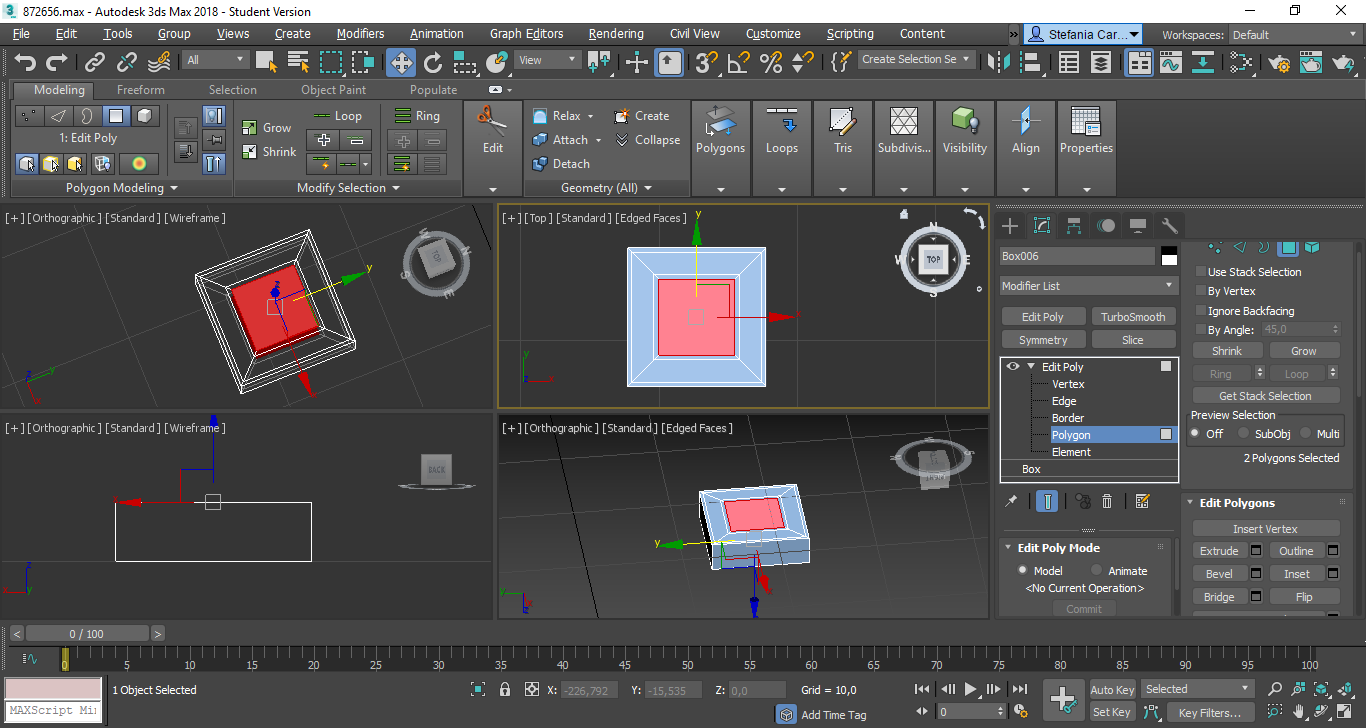 872656.max - Autodesk 3ds Max 2018 - Student Version
File Edit Tools Group Views Create Modifiers Animation Graph Editors Rendering Civil View Customize Scripting Content » Stefania Car... Workspaces: Default
All View Create Selection Se
Modeling Freeform Selection Object Paint Populate
1: Edit Poly
Polygon Modeling
Grow
Shrink
Loop
Ring
Modify Selection
Edit
Relax
Create
Attach
Collapse
Detach
Geometry (All)
Polygons Loops Tris Subdivis... Visibility Align Properties
[+] [Orthographic] [Standard] [Wireframe]
[+] [Top] [Standard] [Edged Faces]
[+] [Orthographic] [Standard] [Wireframe]
[+] [Orthographic] [Standard] [Edged Faces]
TOP
N
W
E
S
TOP
BACK
x
y
z
Box006
Modifier List
Edit Poly TurboSmooth
Symmetry Slice
Edit Poly
Vertex
Edge
Border
Polygon
Element
Box
Edit Poly Mode
Model Animate
<No Current Operation>
Commit
Use Stack Selection
By Vertex
Ignore Backfacing
By Angle: 45,0
Shrink Grow
Ring Loop
Get Stack Selection
Preview Selection
Off SubObj Multi
2 Polygons Selected
Edit Polygons
Insert Vertex
Extrude Outline
Bevel Inset
Bridge Flip
< 0 / 100 >
0 5 10 15 20 25 30 35 40 45 50 55 60 65 70 75 80 85 90 95 100
1 Object Selected
X: -226,792 Y: -15,535 Z: 0,0 Grid = 10,0
Add Time Tag
MAXScript Mi
0
Auto Key Selected
Set Key Key Filters...